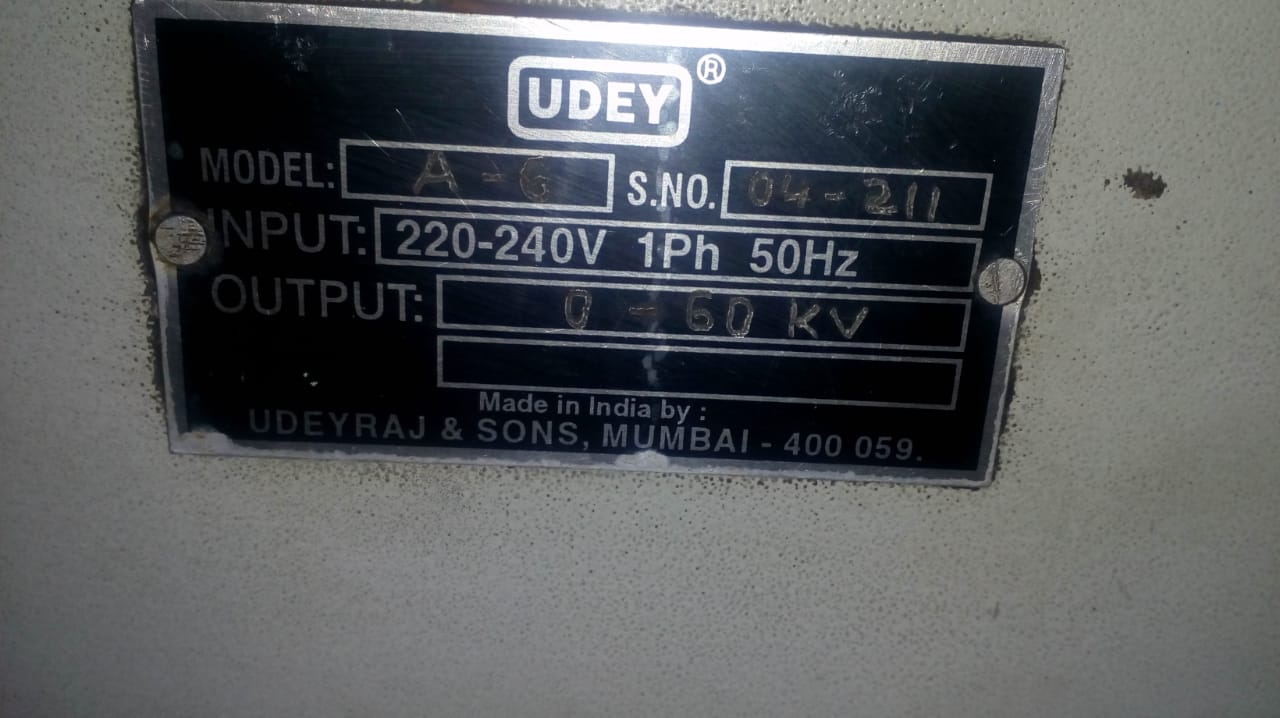 UDEY®
MODEL: A-6 S.NO. 04-211
INPUT: 220-240V 1Ph 50Hz
OUTPUT: 0-60 KV
Made in India by :
UDEYRAJ & SONS, MUMBAI - 400 059.